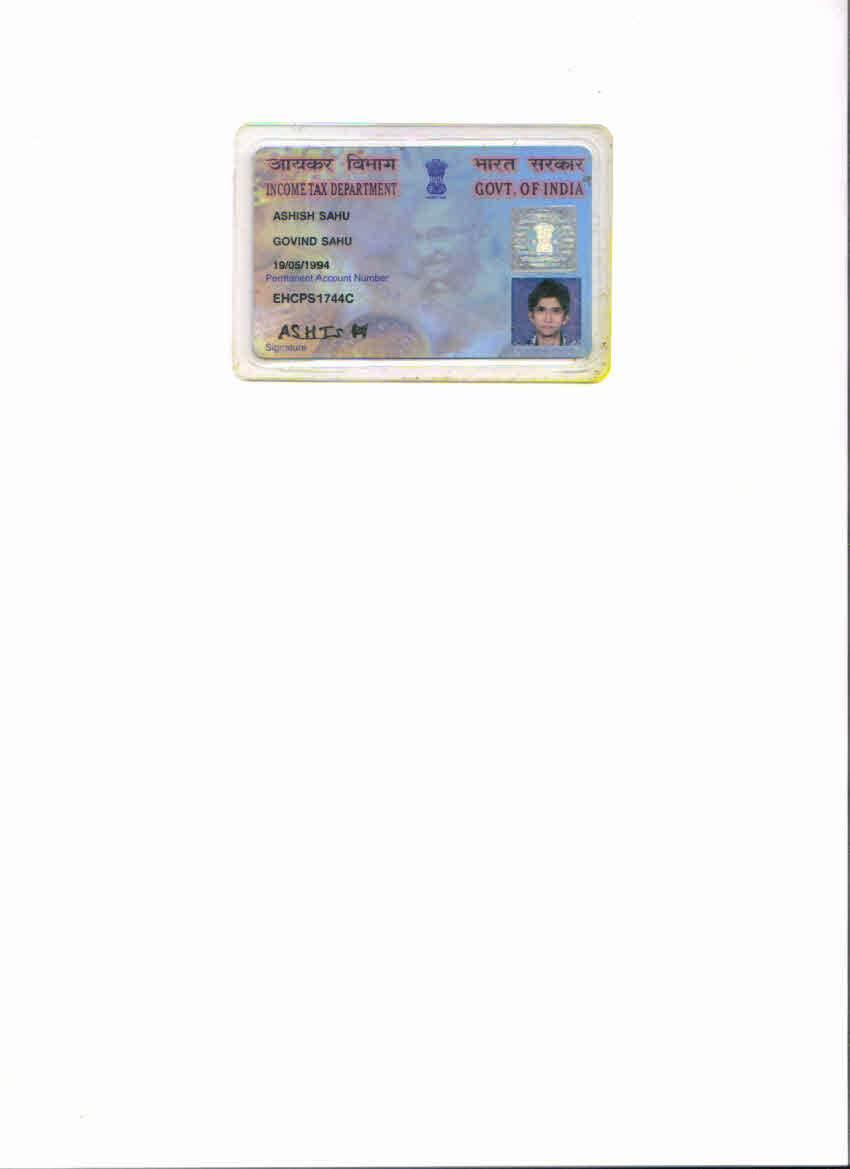 आयकर विभाग भारत सरकार
INCOME TAX DEPARTMENT GOVT. OF INDIA
ASHISH SAHU
GOVIND SAHU
19/05/1994
Permanent Account Number
EHCPS1744C
ASHIsH
Signature